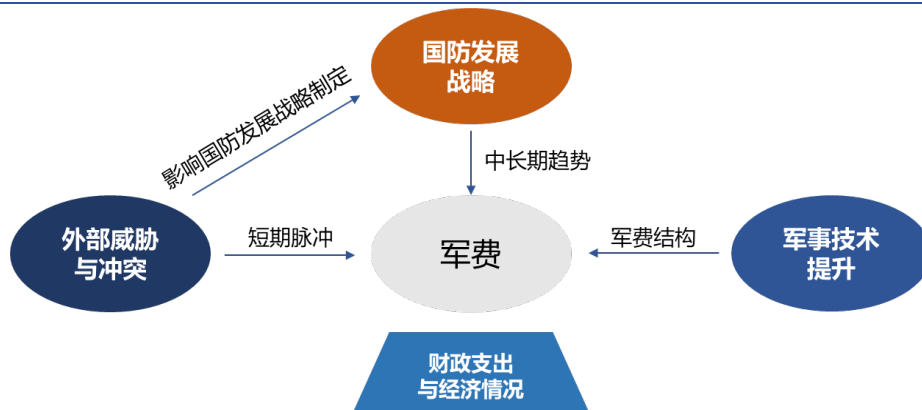 国防发展
战略
影响国防发展战略制定
中长期趋势
外部威胁
与冲突
短期脉冲
军费
军费结构
军事技术
提升
财政支出
与经济情况